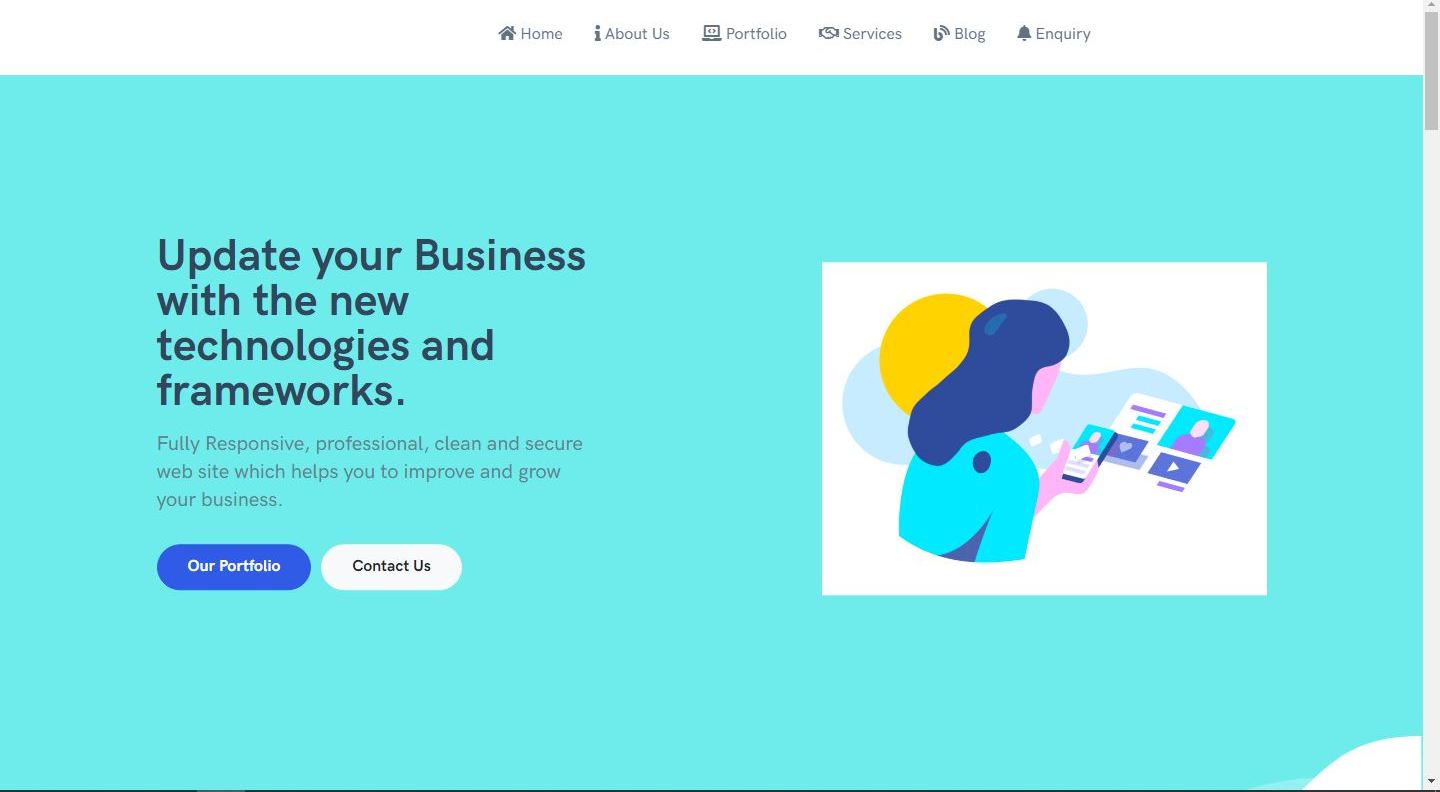 Home About Us Portfolio Services Blog Enquiry
Update your Business
with the new
technologies and
frameworks.
Fully Responsive, professional, clean and secure
web site which helps you to improve and grow
your business.
Our Portfolio Contact Us